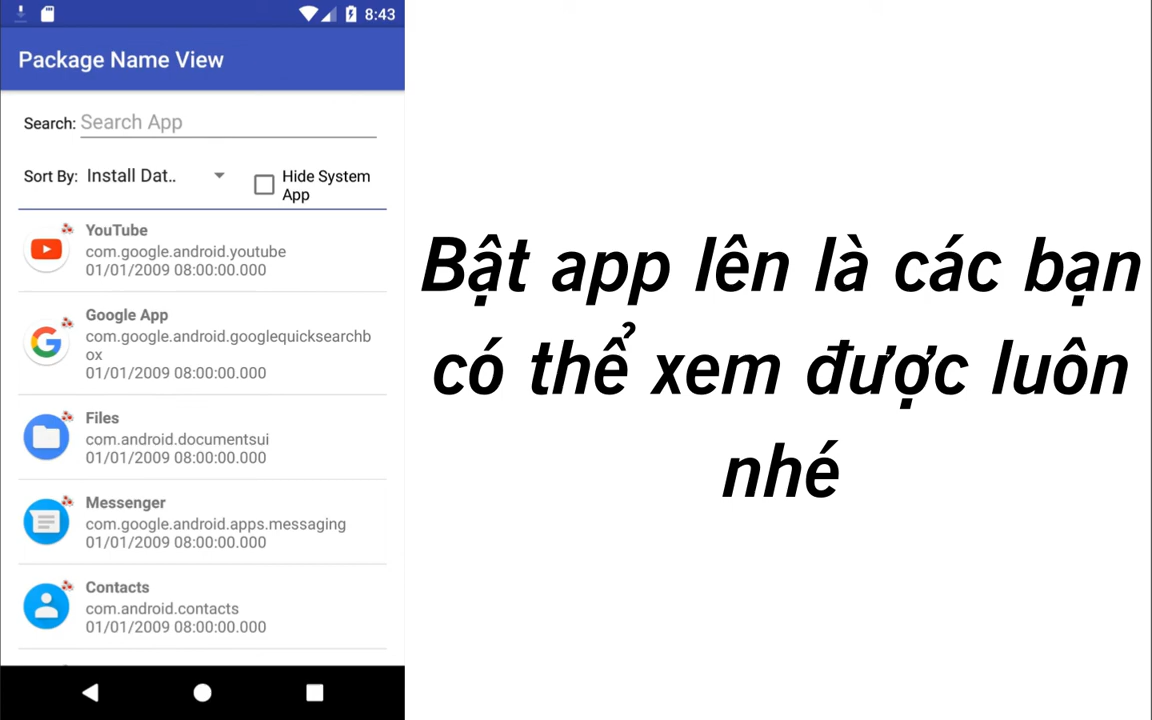 8:43
Package Name View
Search: Search App
Sort By: Install Dat.. Hide System
App
YouTube
com.google.android.youtube
01/01/2009 08:00:00.000
Google App
com.google.android.googlequicksearchb
ox
01/01/2009 08:00:00.000
Files
com.android.documentsui
01/01/2009 08:00:00.000
Messenger
com.google.android.apps.messaging
01/01/2009 08:00:00.000
Contacts
com.android.contacts
01/01/2009 08:00:00.000
Bật app lên là các bạn
có thể xem được luôn
nhé